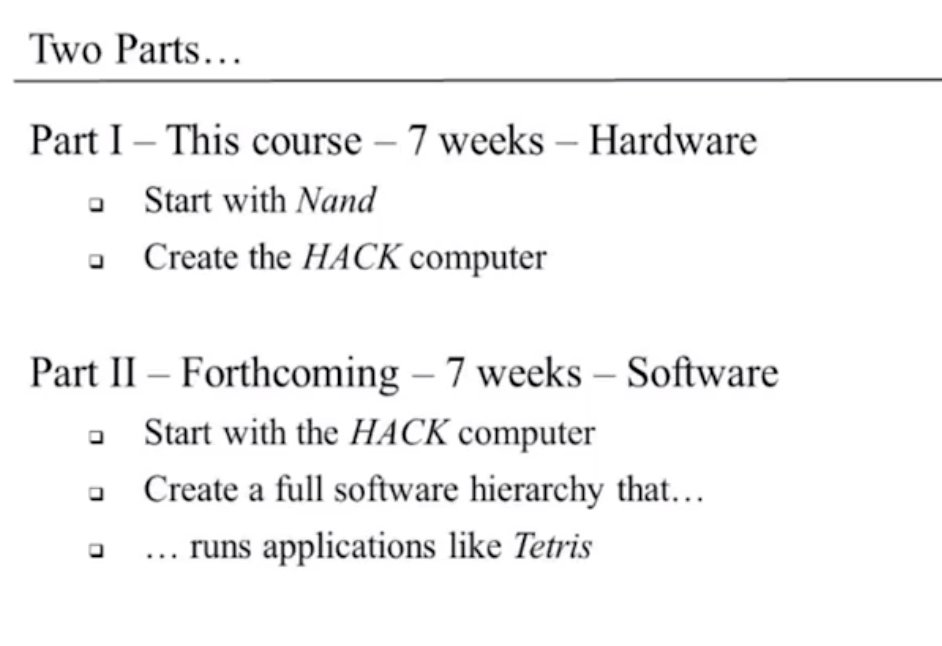 Two Parts…
Part I – This course – 7 weeks – Hardware
❑ Start with Nand
❑ Create the HACK computer
Part II – Forthcoming – 7 weeks – Software
❑ Start with the HACK computer
❑ Create a full software hierarchy that…
❑ … runs applications like Tetris